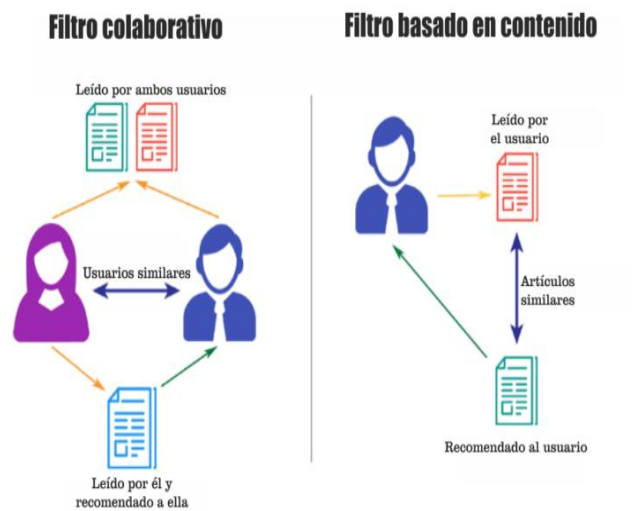 Filtro colaborativo
Leído por ambos usuarios
Usuarios similares
Leído por él y
recomendado a ella
Filtro basado en contenido
Leído por
el usuario
Artículos
similares
Recomendado al usuario